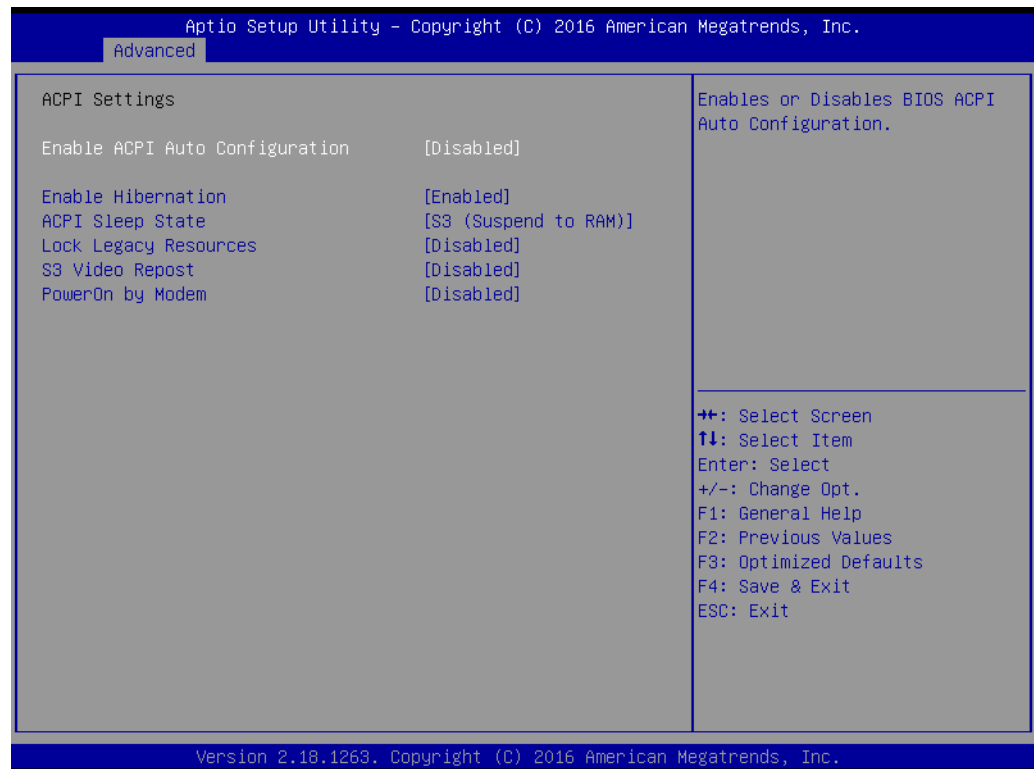 Aptio Setup Utility – Copyright (C) 2016 American Megatrends, Inc.
Advanced
ACPI Settings
Enable ACPI Auto Configuration [Disabled]
Enable Hibernation [Enabled]
ACPI Sleep State [S3 (Suspend to RAM)]
Lock Legacy Resources [Disabled]
S3 Video Repost [Disabled]
PowerOn by Modem [Disabled]
Enables or Disables BIOS ACPI
Auto Configuration.
→←: Select Screen
↑↓: Select Item
Enter: Select
+/-: Change Opt.
F1: General Help
F2: Previous Values
F3: Optimized Defaults
F4: Save & Exit
ESC: Exit
Version 2.18.1263. Copyright (C) 2016 American Megatrends, Inc.